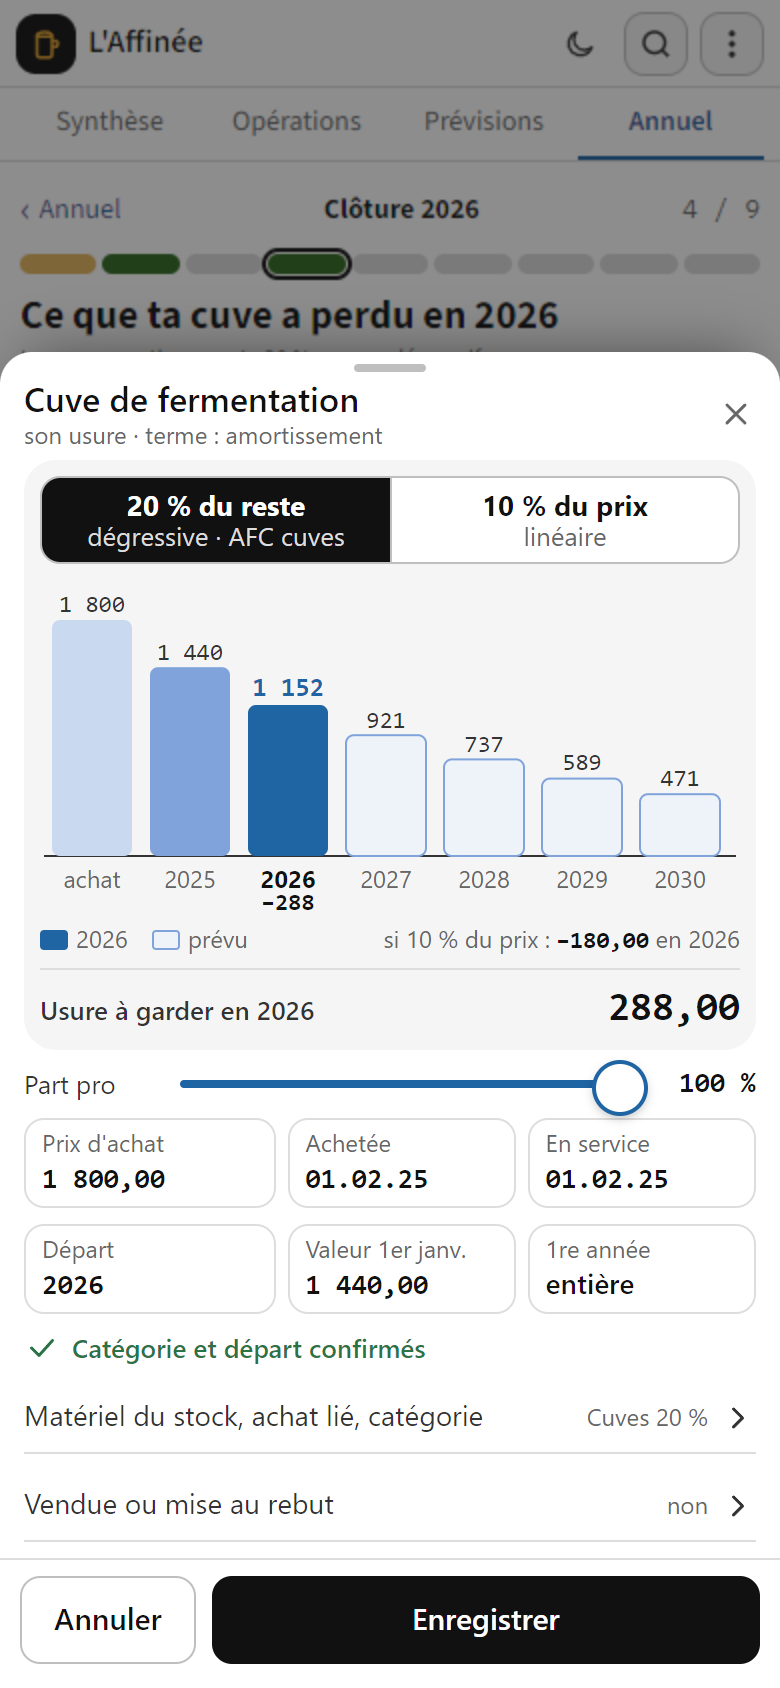 L'Affinée
Synthèse Opérations Prévisions Annuel
‹ Annuel Clôture 2026 4 / 9
Ce que ta cuve a perdu en 2026
Cuve de fermentation
son usure · terme : amortissement
20 % du reste
dégressive · AFC cuves
10 % du prix
linéaire
1 800
1 440
1 152
921
737
589
471
achat 2025 2026 2027 2028 2029 2030
−288
2026 prévu si 10 % du prix : −180,00 en 2026
Usure à garder en 2026 288,00
Part pro 100 %
Prix d'achat
1 800,00
Achetée
01.02.25
En service
01.02.25
Départ
2026
Valeur 1er janv.
1 440,00
1re année
entière
Catégorie et départ confirmés
Matériel du stock, achat lié, catégorie Cuves 20 %
Vendue ou mise au rebut non
Annuler Enregistrer